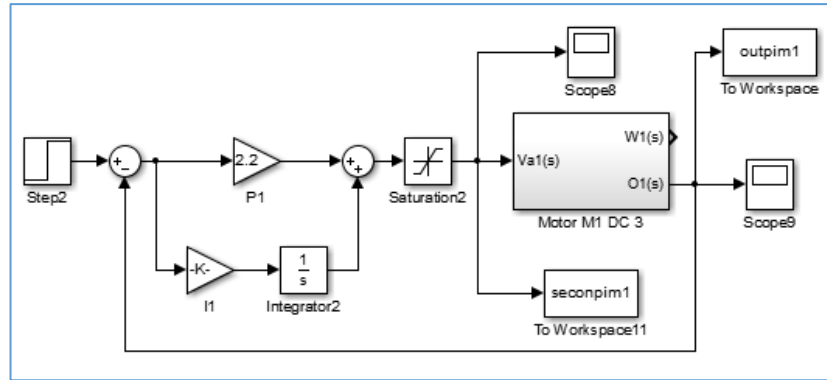 outpim1
To Workspace
Scope8
W1(s)
Va1(s)
O1(s)
Motor M1 DC 3
Scope9
Step2
+
−
2.2
P1
+
+
Saturation2
-K-
I1
1
s
Integrator2
seconpim1
To Workspace11